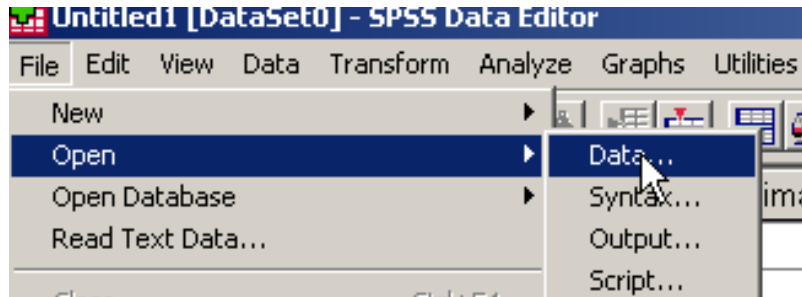 Untitled1 [DataSet0] - SPSS Data Editor
File Edit View Data Transform Analyze Graphs Utilities
New
Open
Data...
Open Database
Syntax...
Read Text Data...
Output...
Script...